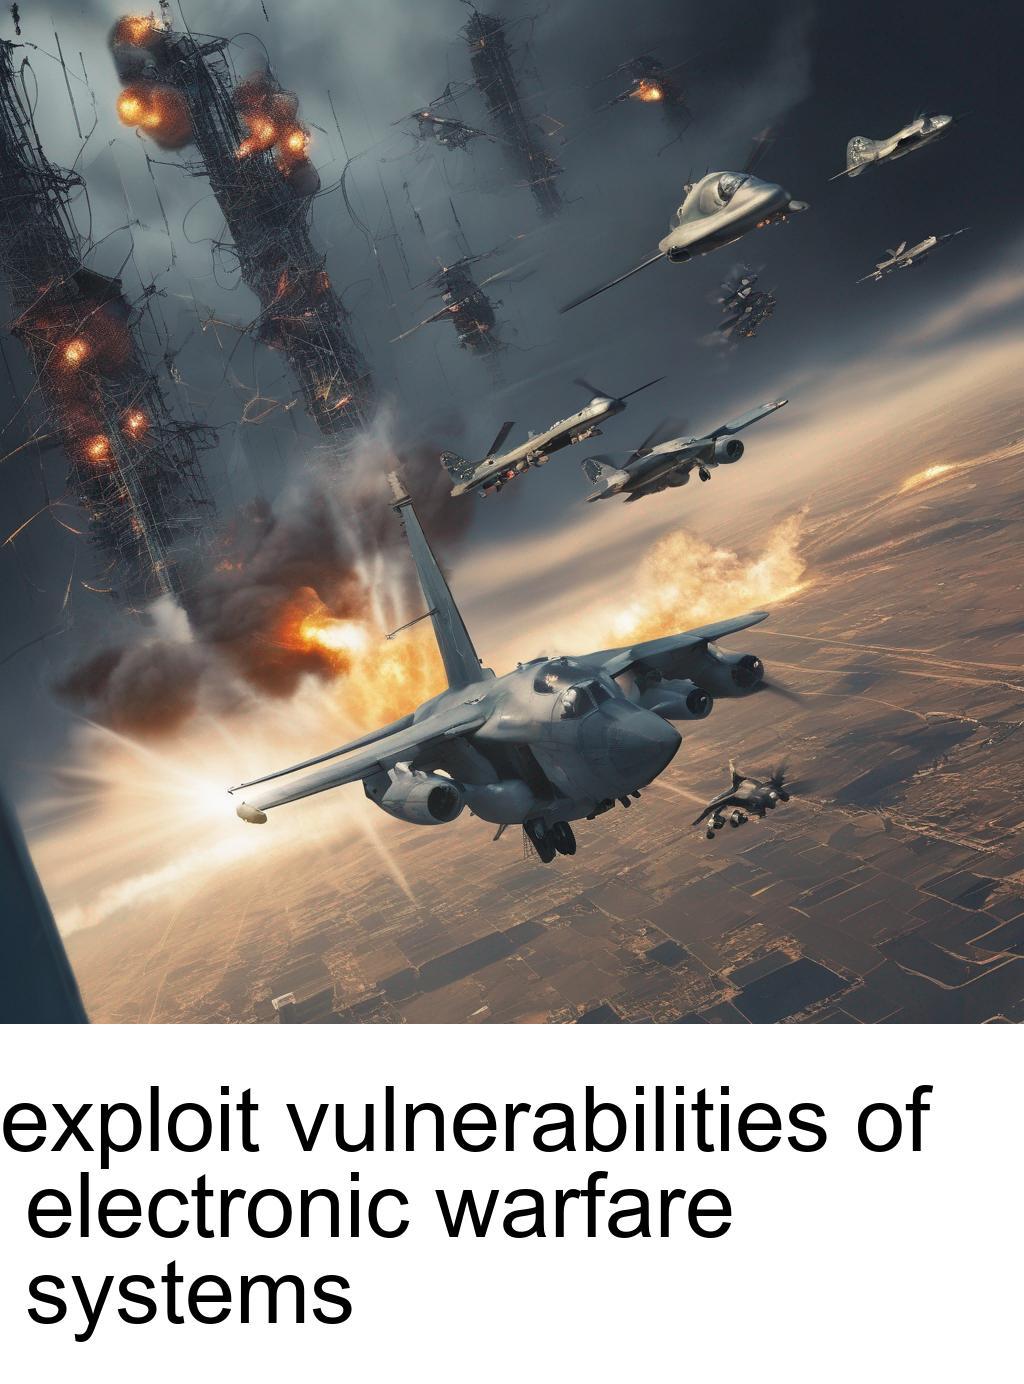 exploit vulnerabilities of
electronic warfare
systems